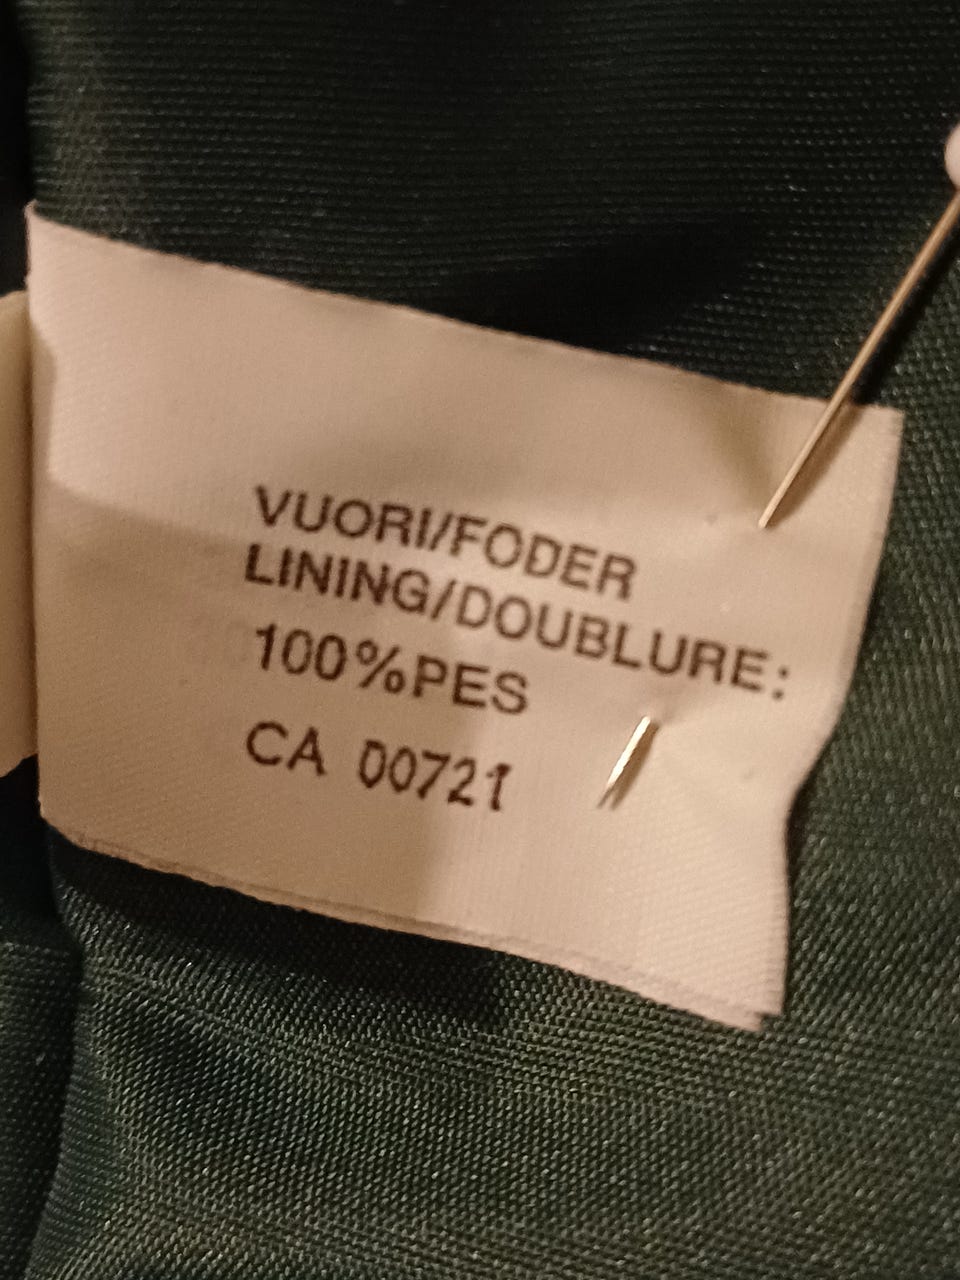 VUORI/FODER
LINING/DOUBLURE:
100%PES
CA 00721